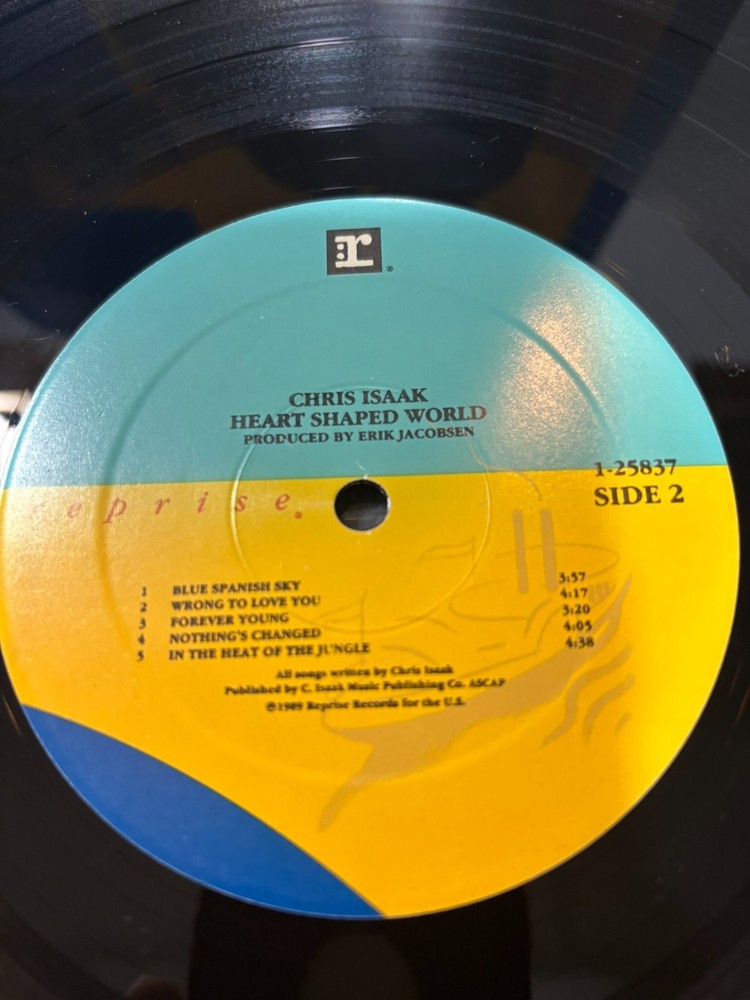 :r
®
CHRIS ISAAK
HEART SHAPED WORLD
PRODUCED BY ERIK JACOBSEN
1-25837
SIDE 2
reprise.
1 BLUE SPANISH SKY 3:57
2 WRONG TO LOVE YOU 4:17
3 FOREVER YOUNG 3:20
4 NOTHING'S CHANGED 4:05
5 IN THE HEAT OF THE JUNGLE 4:38
All songs written by Chris Isaak
Published by C. Isaak Music Publishing Co. ASCAP
℗1989 Reprise Records for the U.S.